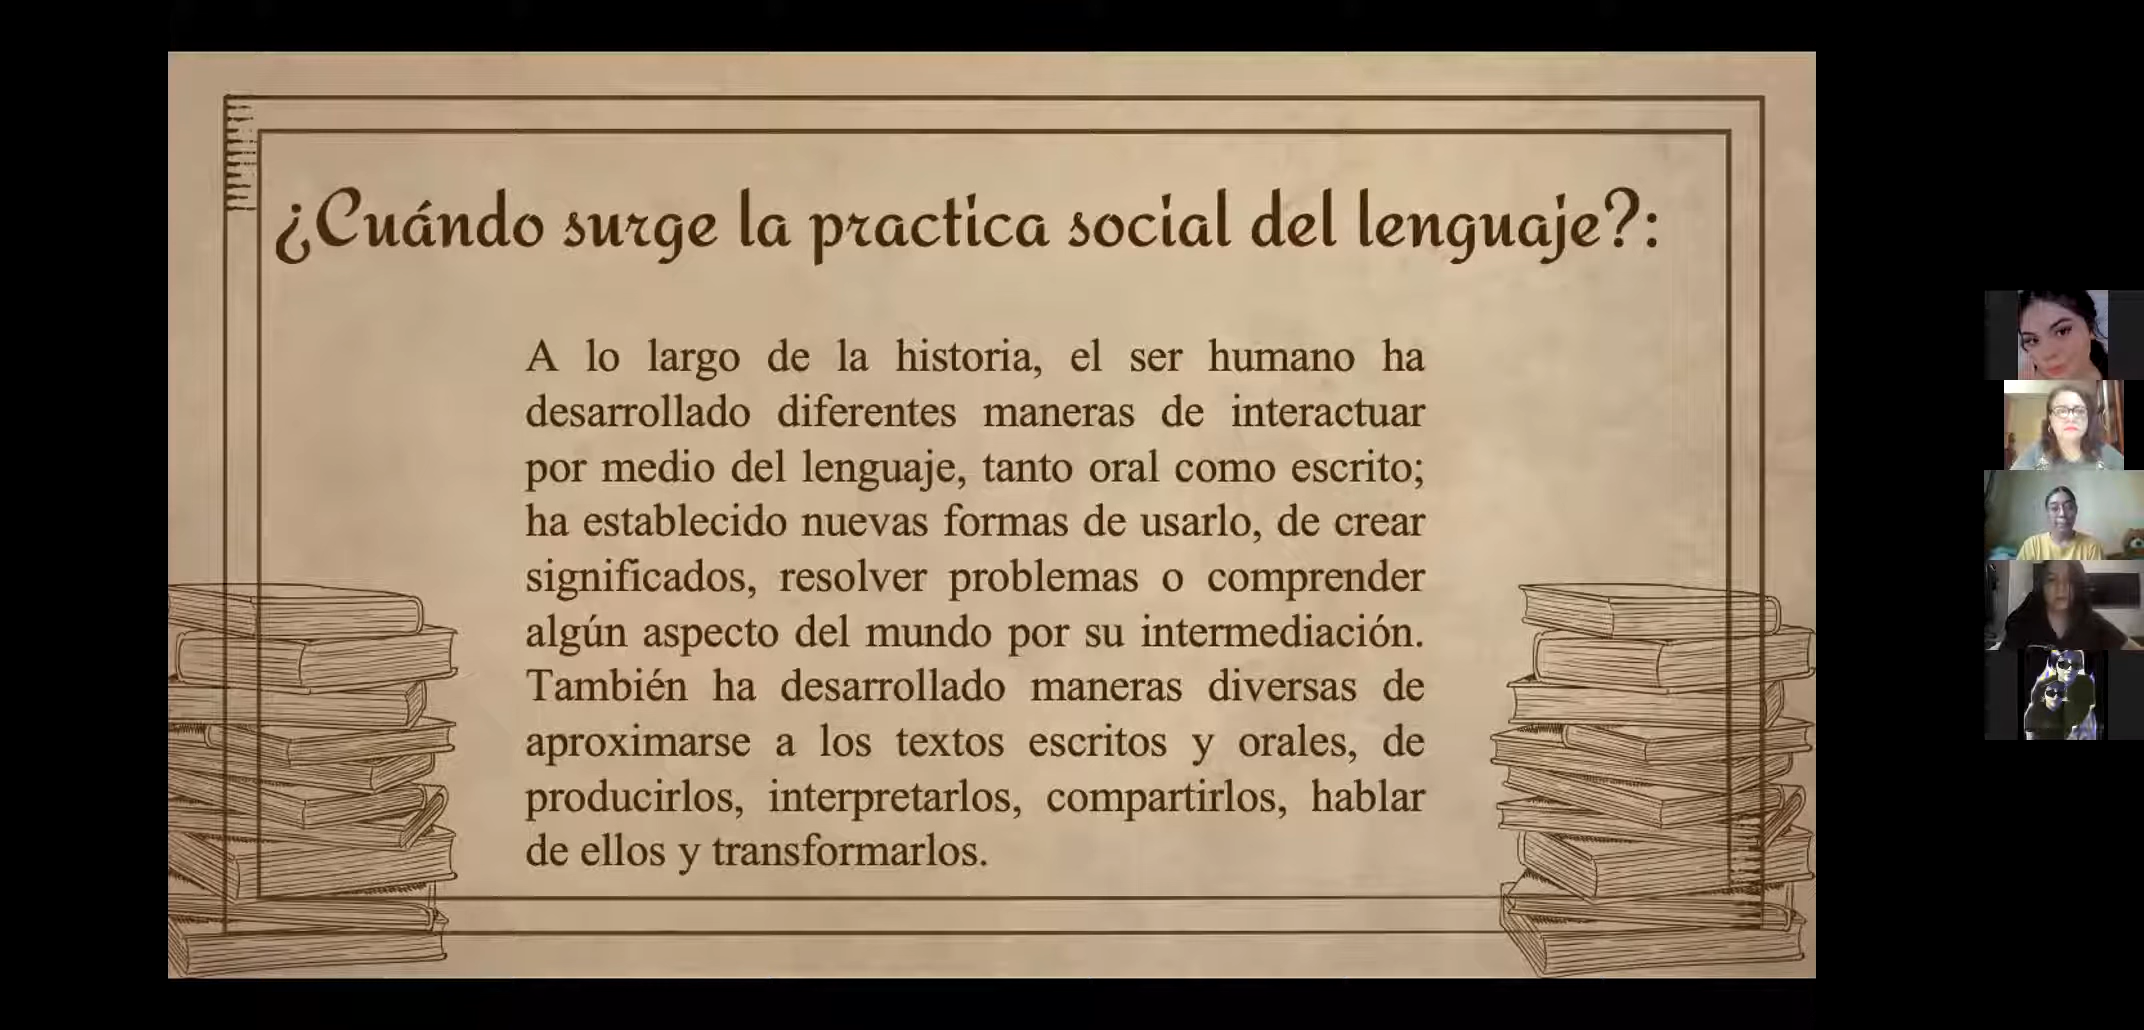 ¿Cuándo surge la practica social del lenguaje?:
A lo largo de la historia, el ser humano ha
desarrollado diferentes maneras de interactuar
por medio del lenguaje, tanto oral como escrito;
ha establecido nuevas formas de usarlo, de crear
significados, resolver problemas o comprender
algún aspecto del mundo por su intermediación.
También ha desarrollado maneras diversas de
aproximarse a los textos escritos y orales, de
producirlos, interpretarlos, compartirlos, hablar
de ellos y transformarlos.